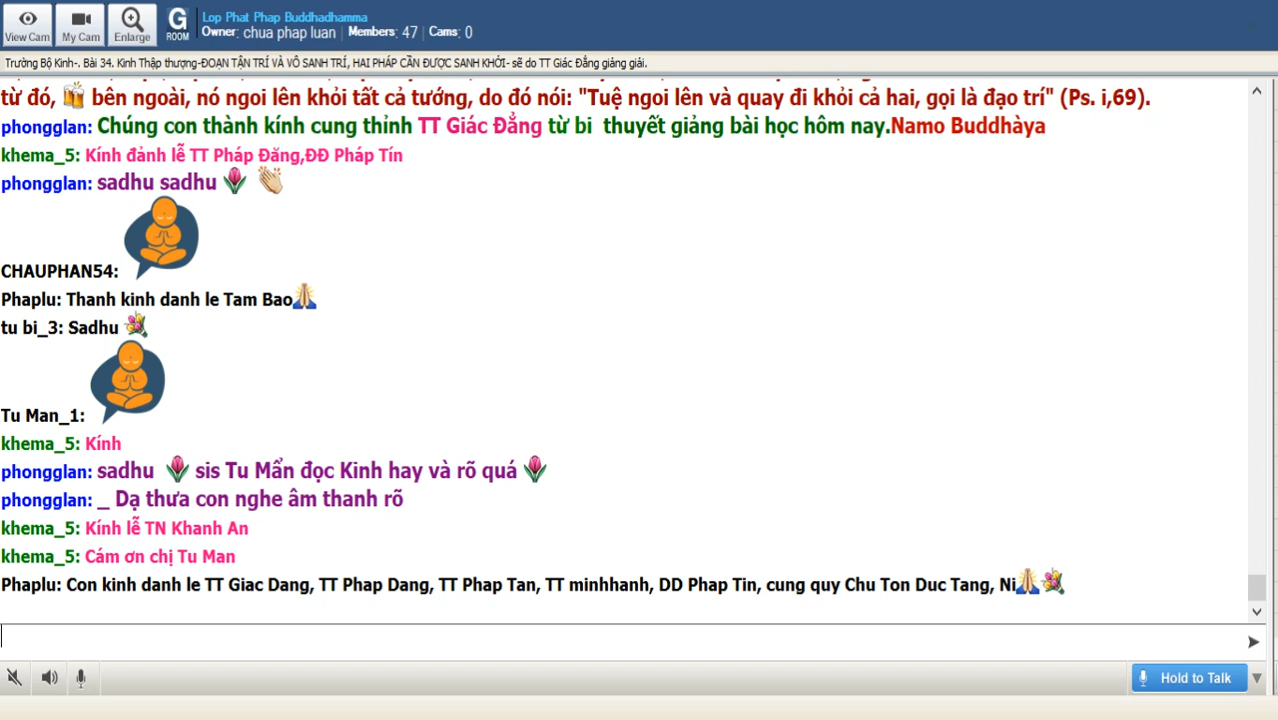 View Cam
My Cam
Enlarge
G
ROOM
Lop Phat Phap Buddhadhamma
Owner: chua phap luan | Members: 47 | Cams: 0
Trường Bộ Kinh-. Bài 34. Kinh Thập thượng-ĐOẠN TẬN TRÍ VÀ VÔ SANH TRÍ, HAI PHÁP CẦN ĐƯỢC SANH KHỞI- sẽ do TT Giác Đẳng giảng giải.
từ đó, bên ngoài, nó ngoi lên khỏi tất cả tướng, do đó nói: "Tuệ ngoi lên và quay đi khỏi cả hai, gọi là đạo trí" (Ps. i,69).
phongglan: Chúng con thành kính cung thỉnh TT Giác Đẳng từ bi thuyết giảng bài học hôm nay.Namo Buddhàya
khema_5: Kính đảnh lễ TT Pháp Đăng,ĐĐ Pháp Tín
phongglan: sadhu sadhu
CHAUPHAN54:
Phaplu: Thanh kinh danh le Tam Bao
tu bi_3: Sadhu
Tu Man_1:
khema_5: Kính
phongglan: sadhu sis Tu Mẩn đọc Kinh hay và rõ quá
phongglan: _ Dạ thưa con nghe âm thanh rõ
khema_5: Kính lễ TN Khanh An
khema_5: Cám ơn chị Tu Man
Phaplu: Con kinh danh le TT Giac Dang, TT Phap Dang, TT Phap Tan, TT minhhanh, DD Phap Tin, cung quy Chu Ton Duc Tang, Ni
Hold to Talk